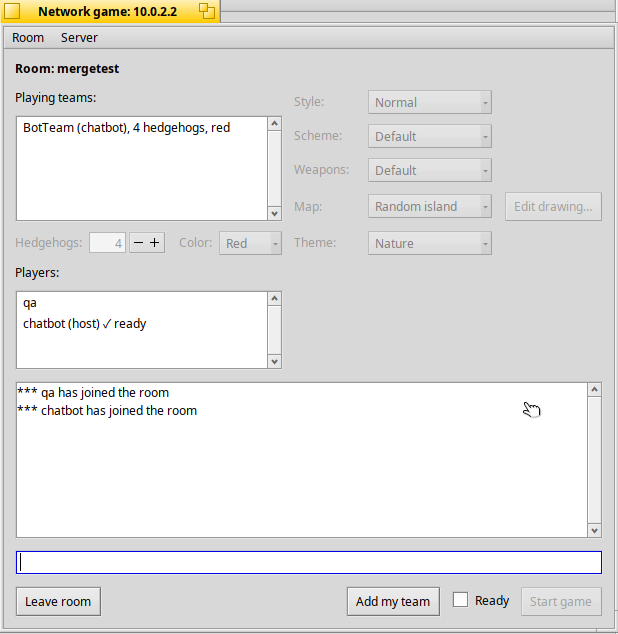 Network game: 10.0.2.2
Room Server
Room: mergetest
Playing teams:
BotTeam (chatbot), 4 hedgehogs, red
Style: Normal
Scheme: Default
Weapons: Default
Map: Random island Edit drawing...
Hedgehogs: 4 − + Color: Red Theme: Nature
Players:
qa
chatbot (host) ✓ ready
*** qa has joined the room
*** chatbot has joined the room
Leave room Add my team Ready Start game